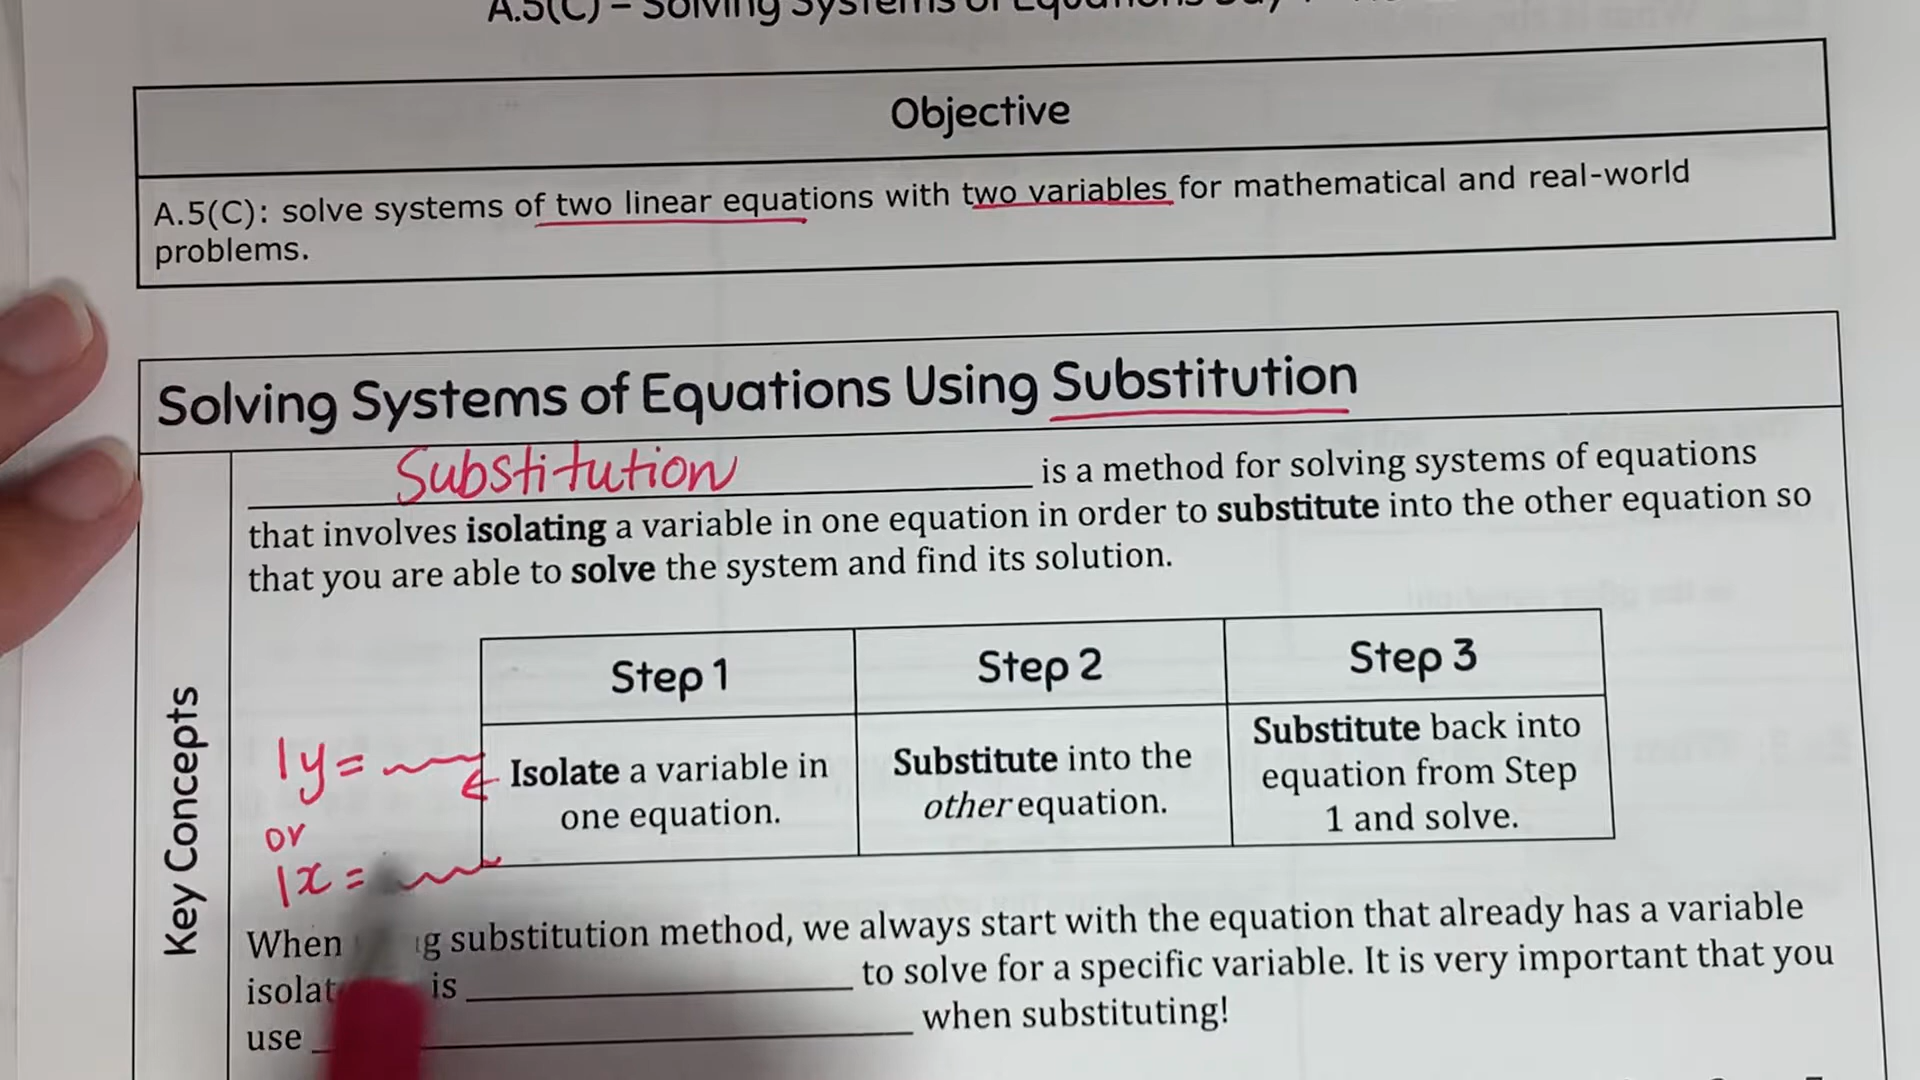 A.5(C) – Solving Systems of Equations Day
Objective
A.5(C): solve systems of two linear equations with two variables for mathematical and real-world
problems.
Solving Systems of Equations Using Substitution
Substitution is a method for solving systems of equations
that involves isolating a variable in one equation in order to substitute into the other equation so
that you are able to solve the system and find its solution.
Key Concepts
Step 1
Step 2
Step 3
1y=
or
1x=
Isolate a variable in
one equation.
Substitute into the
other equation.
Substitute back into
equation from Step
1 and solve.
When substitution method, we always start with the equation that already has a variable
is to solve for a specific variable. It is very important that you
use when substituting!